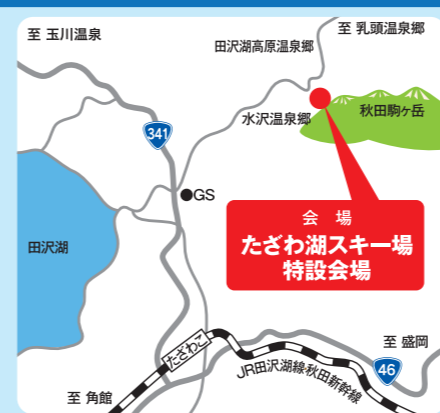 至 玉川温泉
至 乳頭温泉郷
田沢湖高原温泉郷
水沢温泉郷
秋田駒ヶ岳
341
GS
会 場
たざわ湖スキー場
特設会場
田沢湖
たざわこ
至 盛岡
46
JR田沢湖線・秋田新幹線
至 角館